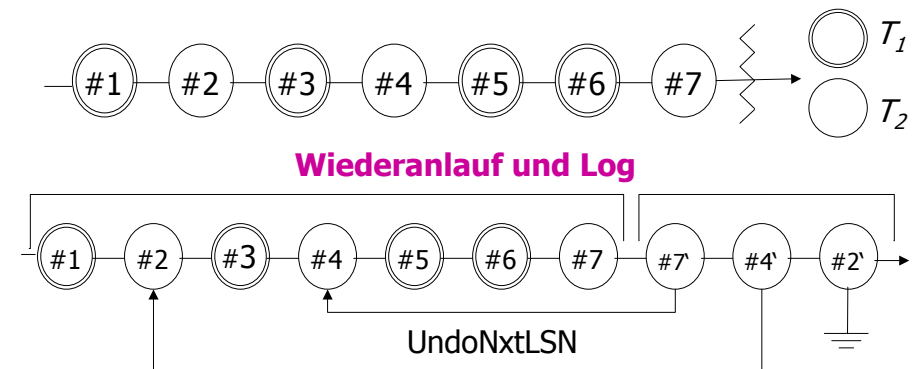 #1 #2 #3 #4 #5 #6 #7 T₁
T₂
Wiederanlauf und Log
#1 #2 #3 #4 #5 #6 #7 #7‘ #4‘ #2‘
UndoNxtLSN